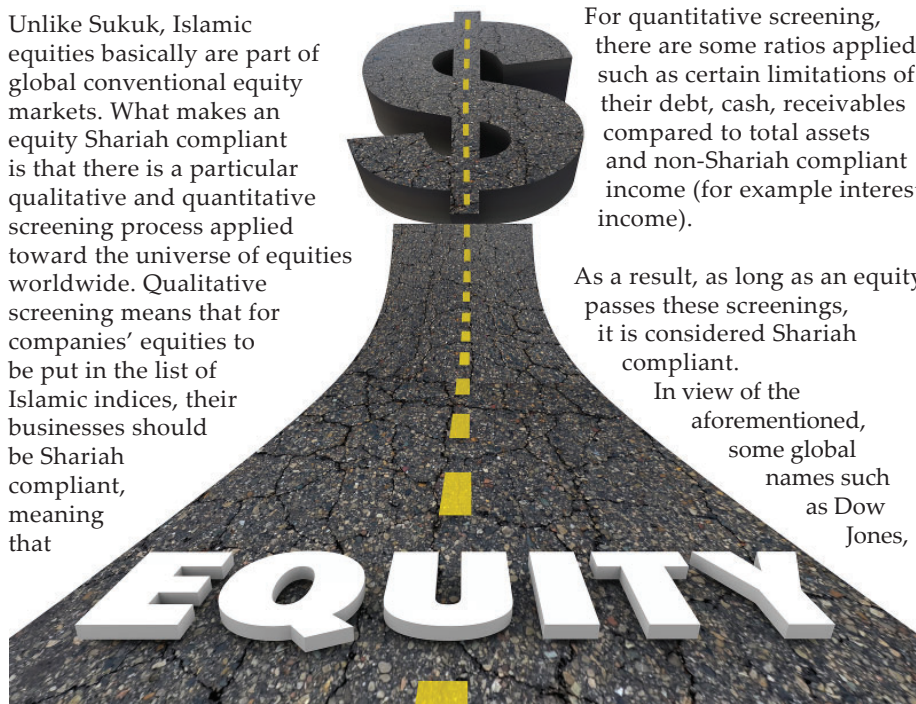 Unlike Sukuk, Islamic
equities basically are part of
global conventional equity
markets. What makes an
equity Shariah compliant
is that there is a particular
qualitative and quantitative
screening process applied
toward the universe of equities
worldwide. Qualitative
screening means that for
companies’ equities to
be put in the list of
Islamic indices, their
businesses should
be Shariah
compliant,
meaning
that
For quantitative screening,
there are some ratios applied
such as certain limitations of
their debt, cash, receivables
compared to total assets
and non-Shariah compliant
income (for example interes
income).
As a result, as long as an equity
passes these screenings,
it is considered Shariah
compliant.
In view of the
aforementioned,
some global
names such
as Dow
Jones,
$
EQUITY